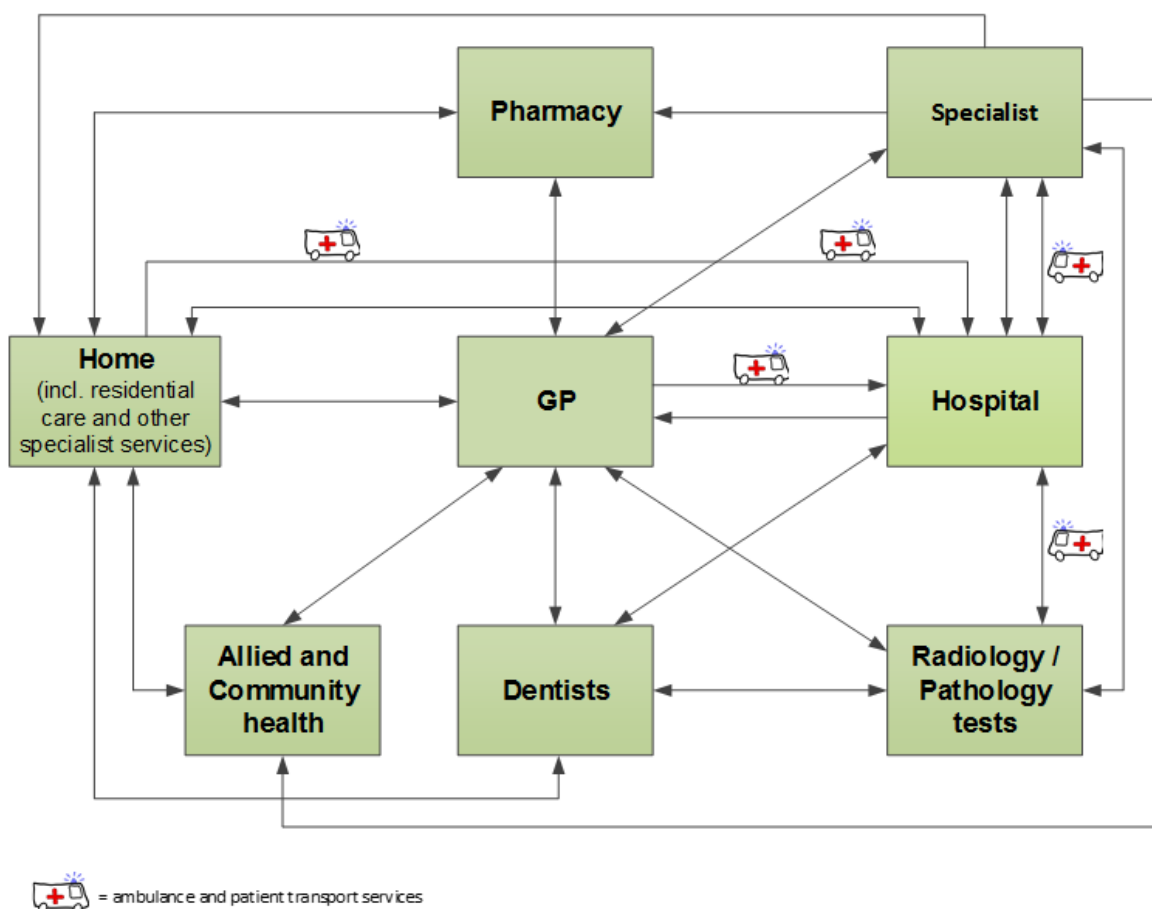 Pharmacy
Specialist
Home
(incl. residential
care and other
specialist services)
GP
Hospital
Allied and
Community
health
Dentists
Radiology /
Pathology
tests
= ambulance and patient transport services